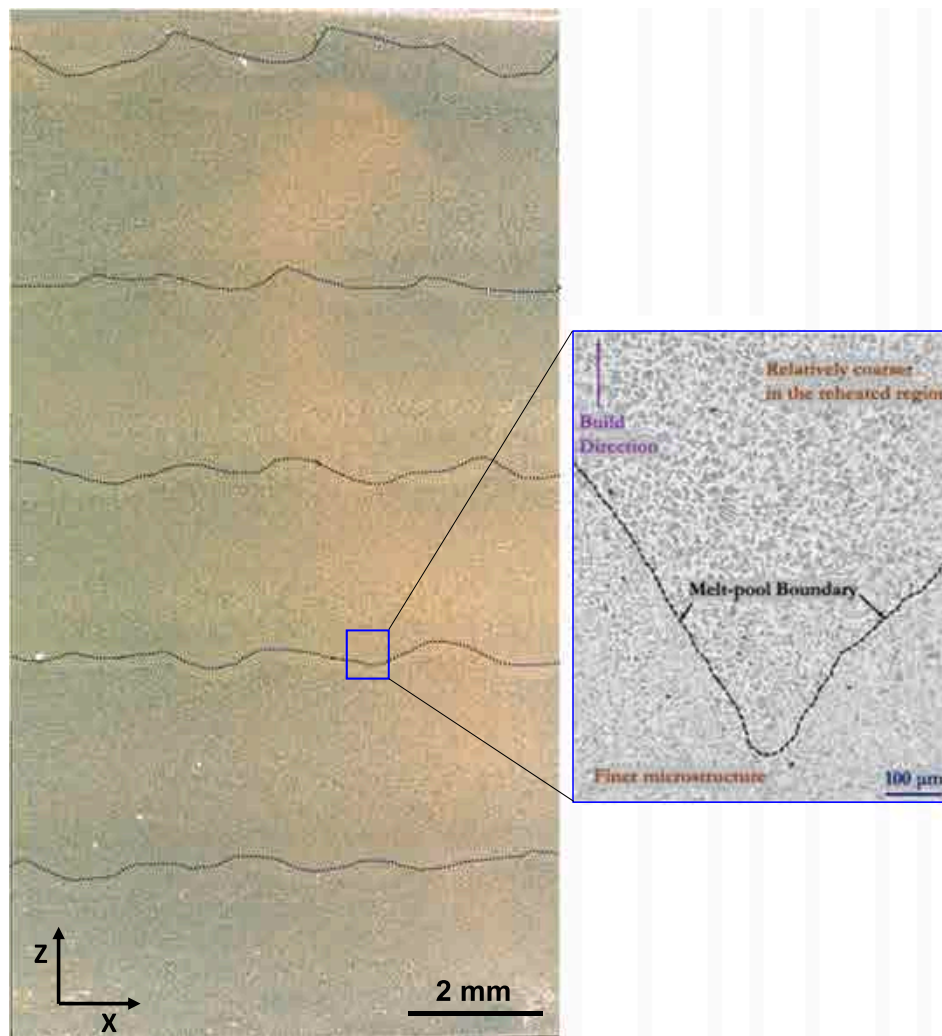 Relatively coarser
in the reheated region
Build
Direction
Melt-pool Boundary
Finer microstructure
100 μm
Z
X
2 mm